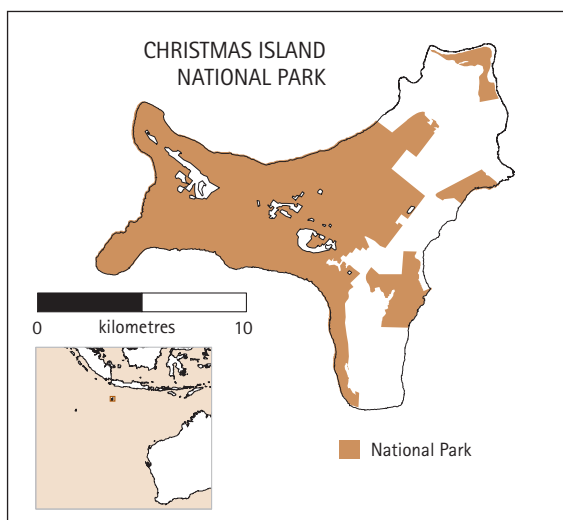 CHRISTMAS ISLAND
NATIONAL PARK
0 kilometres 10
National Park